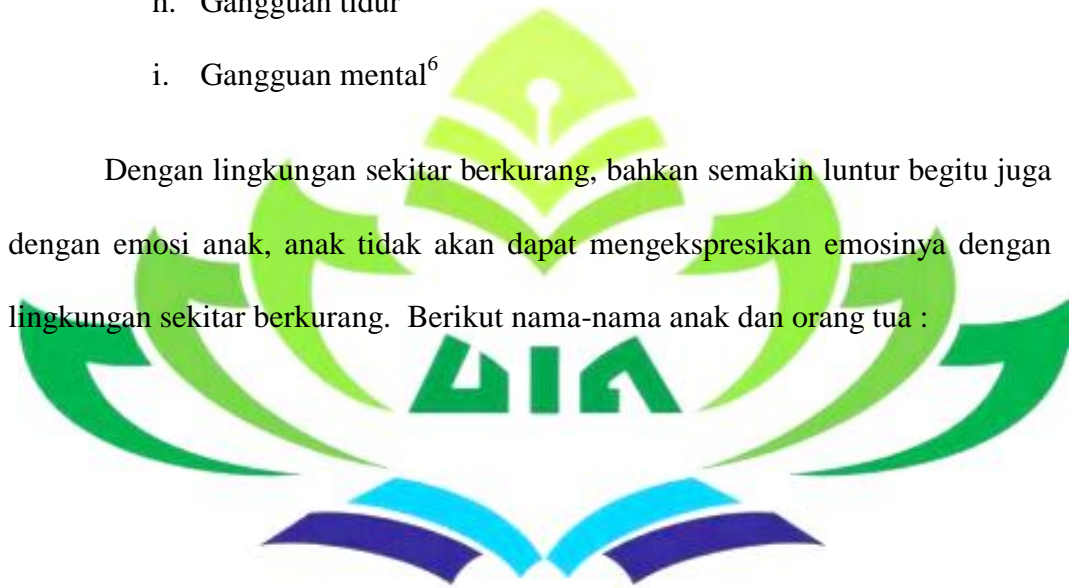 h. Gangguan tidur
i. Gangguan mental⁶
Dengan lingkungan sekitar berkurang, bahkan semakin luntur begitu juga
dengan emosi anak, anak tidak akan dapat mengekspresikan emosinya dengan
lingkungan sekitar berkurang. Berikut nama-nama anak dan orang tua :
UIN